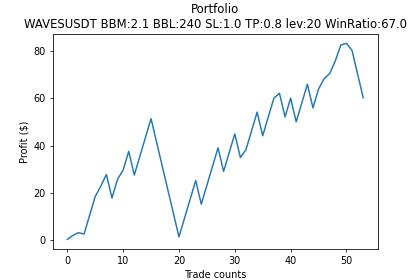 Portfolio
WAVESUSDT BBM:2.1 BBL:240 SL:1.0 TP:0.8 lev:20 WinRatio:67.0
80
60
40
20
0
Profit ($)
0 10 20 30 40 50
Trade counts